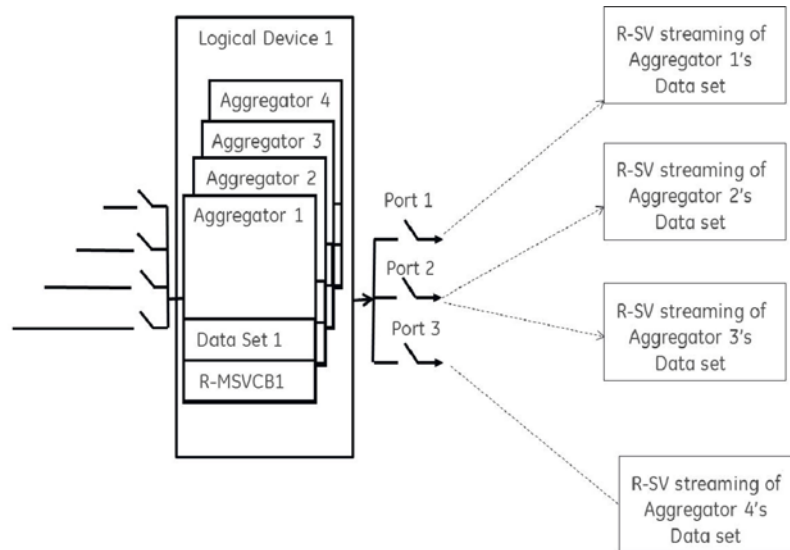 Logical Device 1
Aggregator 4
Aggregator 3
Aggregator 2
Aggregator 1
Data Set 1
R-MSVCB1
Port 1
Port 2
Port 3
R-SV streaming of
Aggregator 1's
Data set
R-SV streaming of
Aggregator 2's
Data set
R-SV streaming of
Aggregator 3's
Data set
R-SV streaming of
Aggregator 4's
Data set